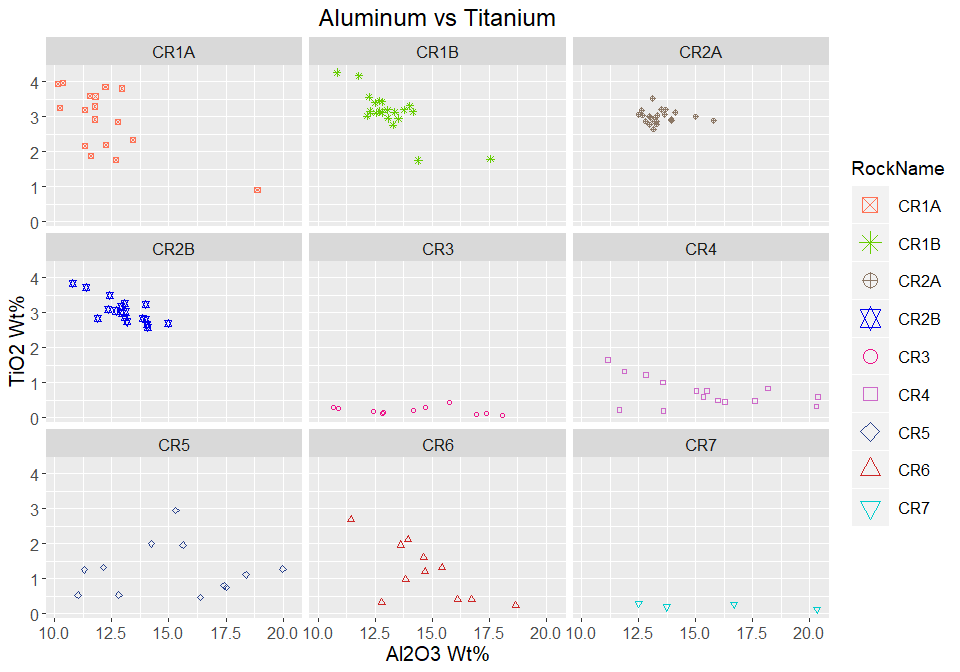 Aluminum vs Titanium
CR1A CR1B CR2A
4
3
2
1
0
CR2B CR3 CR4
4
3
2
1
0
CR5 CR6 CR7
4
3
2
1
0
10.0 12.5 15.0 17.5 20.0 10.0 12.5 15.0 17.5 20.0 10.0 12.5 15.0 17.5 20.0
Al2O3 Wt%
TiO2 Wt%
RockName
CR1A
CR1B
CR2A
CR2B
CR3
CR4
CR5
CR6
CR7